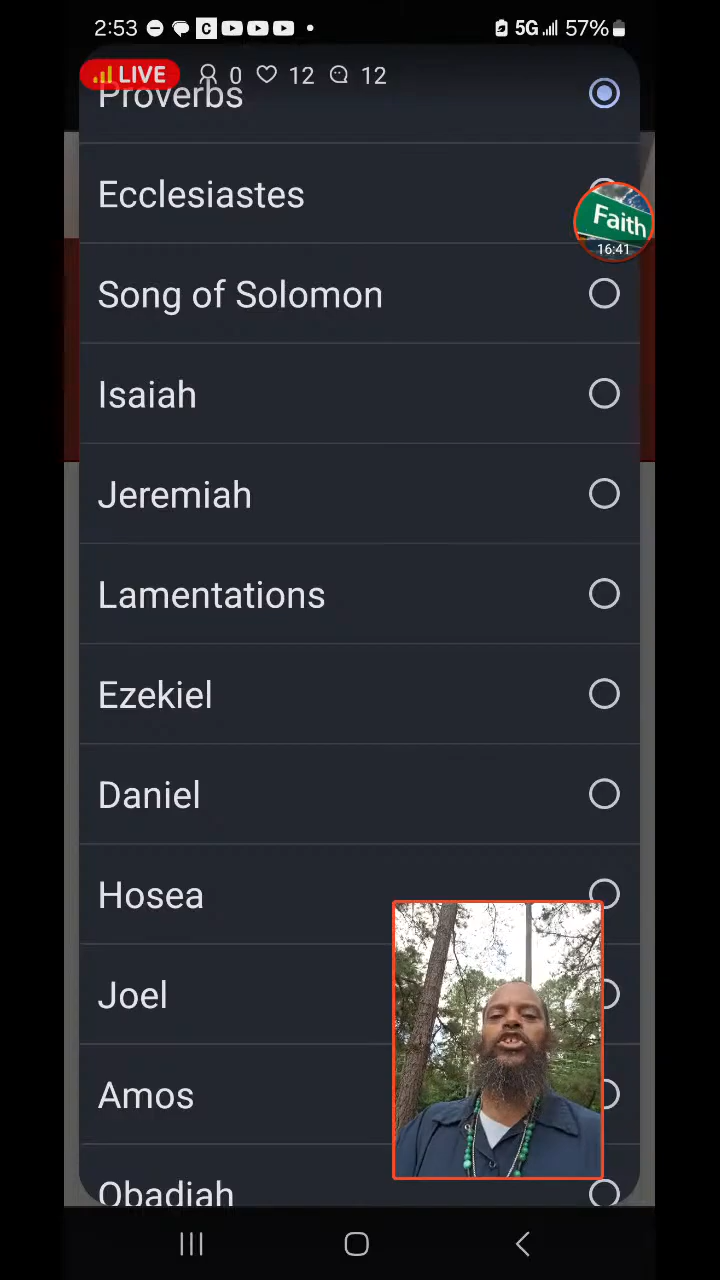 2:53 C 5G 57%
LIVE 0 12 12
Proverbs
Ecclesiastes
Faith
16:41
Song of Solomon
Isaiah
Jeremiah
Lamentations
Ezekiel
Daniel
Hosea
Joel
Amos
Obadiah